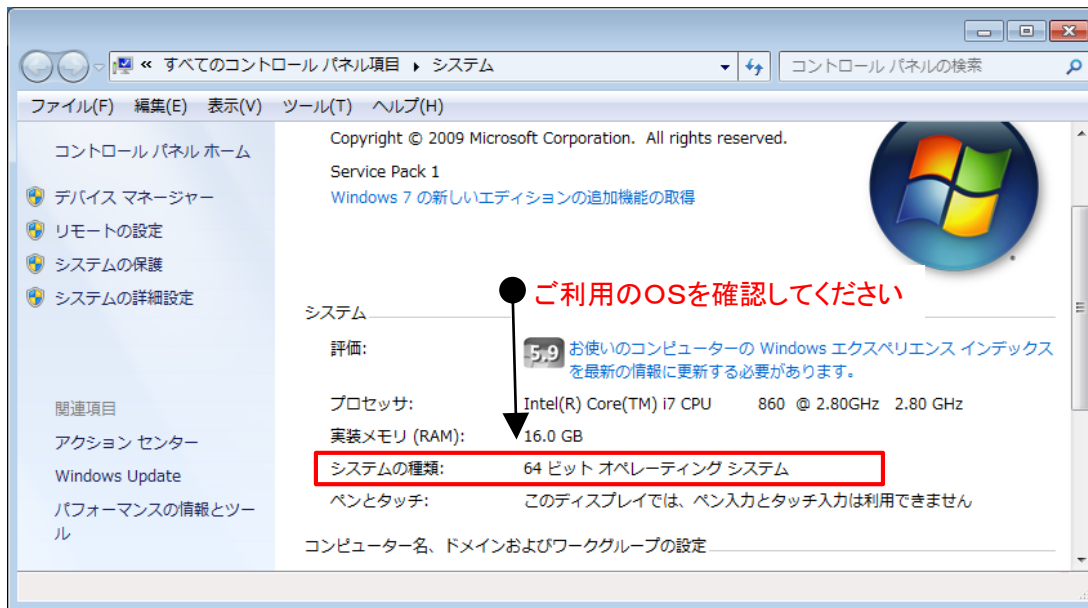 « すべてのコントロール パネル項目 ▸ システム
コントロール パネルの検索
ファイル(F) 編集(E) 表示(V) ツール(T) ヘルプ(H)
コントロール パネル ホーム
デバイス マネージャー
リモートの設定
システムの保護
システムの詳細設定
関連項目
アクション センター
Windows Update
パフォーマンスの情報とツー
ル
Copyright © 2009 Microsoft Corporation. All rights reserved.
Service Pack 1
Windows 7 の新しいエディションの追加機能の取得
ご利用のOSを確認してください
システム
評価: 5,9 お使いのコンピューターの Windows エクスペリエンス インデックス
を最新の情報に更新する必要があります。
プロセッサ: Intel(R) Core(TM) i7 CPU 860 @ 2.80GHz 2.80 GHz
実装メモリ (RAM): 16.0 GB
システムの種類: 64 ビット オペレーティング システム
ペンとタッチ: このディスプレイでは、ペン入力とタッチ入力は利用できません
コンピューター名、ドメインおよびワークグループの設定